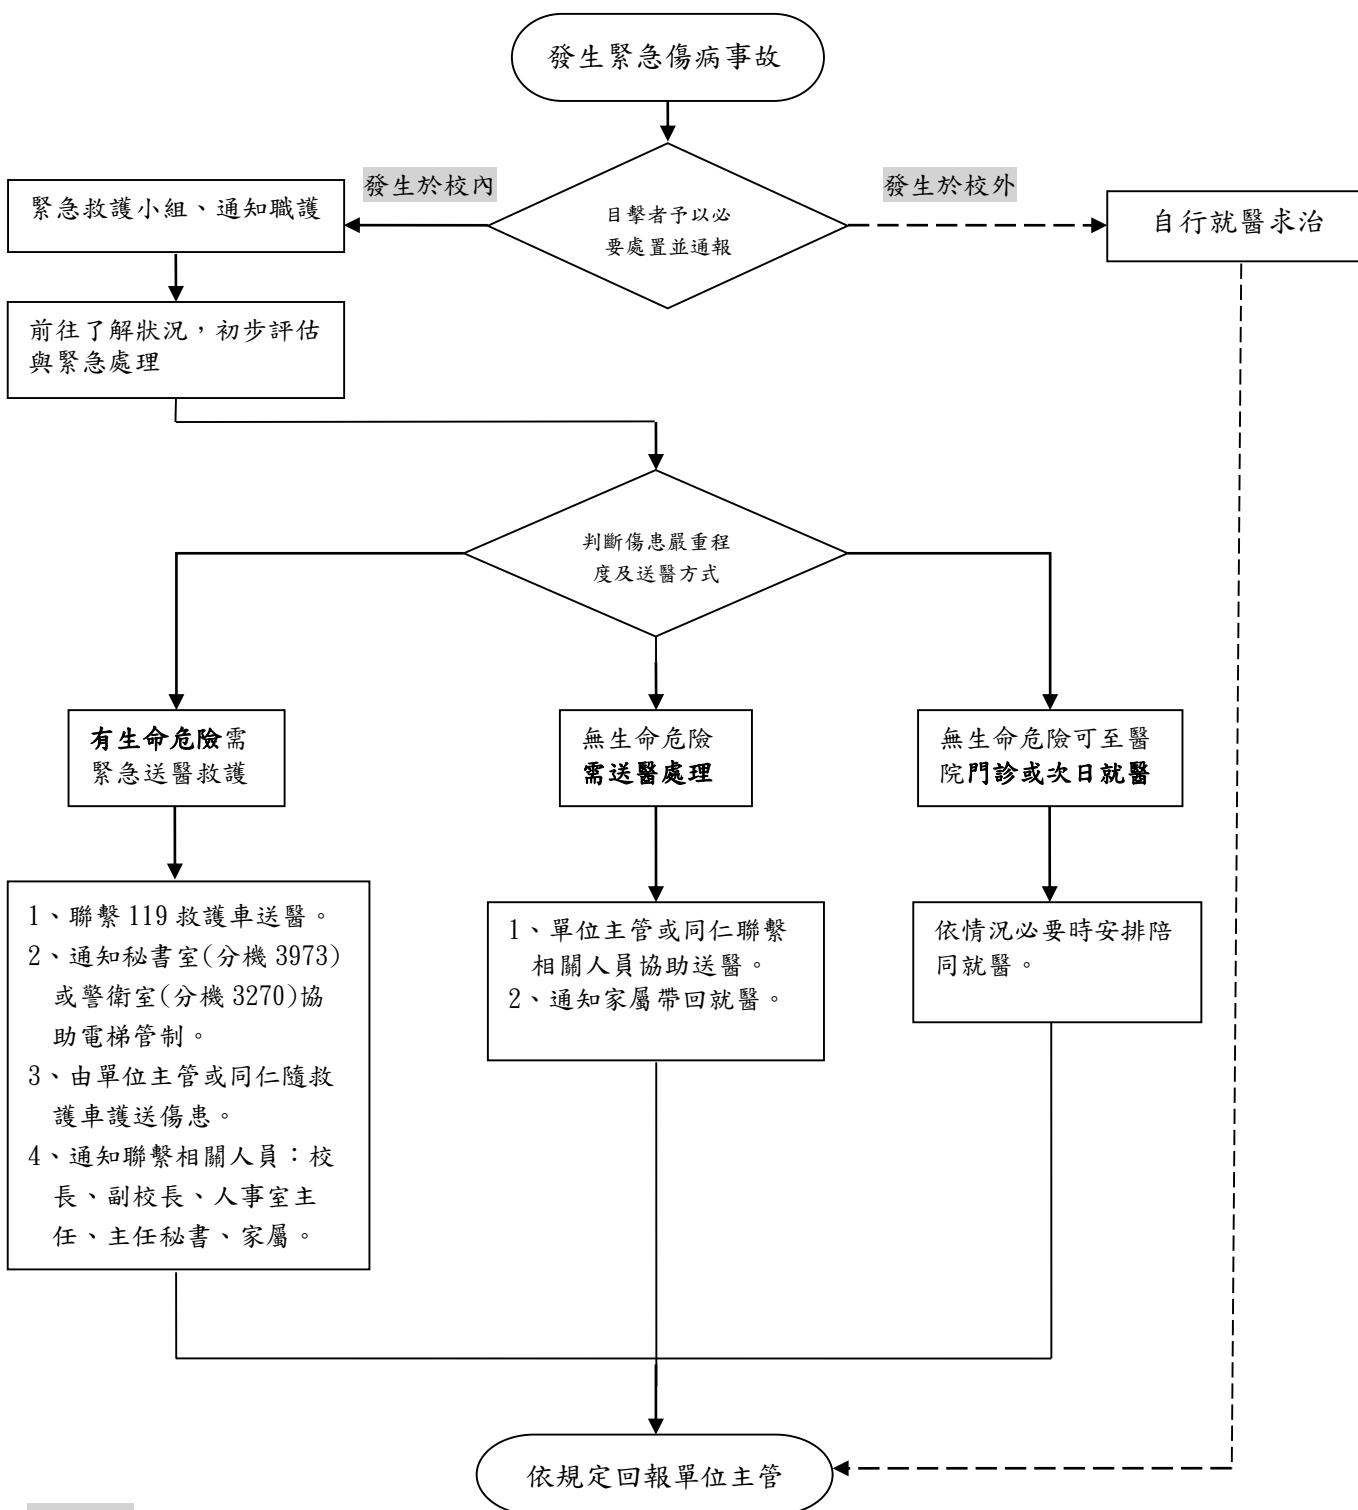 發生緊急傷病事故
發生於校內
發生於校外
目擊者予以必
要處置並通報
緊急救護小組、通知職護
自行就醫求治
前往了解狀況，初步評估
與緊急處理
判斷傷患嚴重程
度及送醫方式
有生命危險需
緊急送醫救護
無生命危險
需送醫處理
無生命危險可至醫
院門診或次日就醫
1、聯繫 119 救護車送醫。
2、通知秘書室(分機 3973)
或警衛室(分機 3270)協
助電梯管制。
3、由單位主管或同仁隨救
護車護送傷患。
4、通知聯繫相關人員：校
長、副校長、人事室主
任、主任秘書、家屬。
1、單位主管或同仁聯繫
相關人員協助送醫。
2、通知家屬帶回就醫。
依情況必要時安排陪
同就醫。
依規定回報單位主管